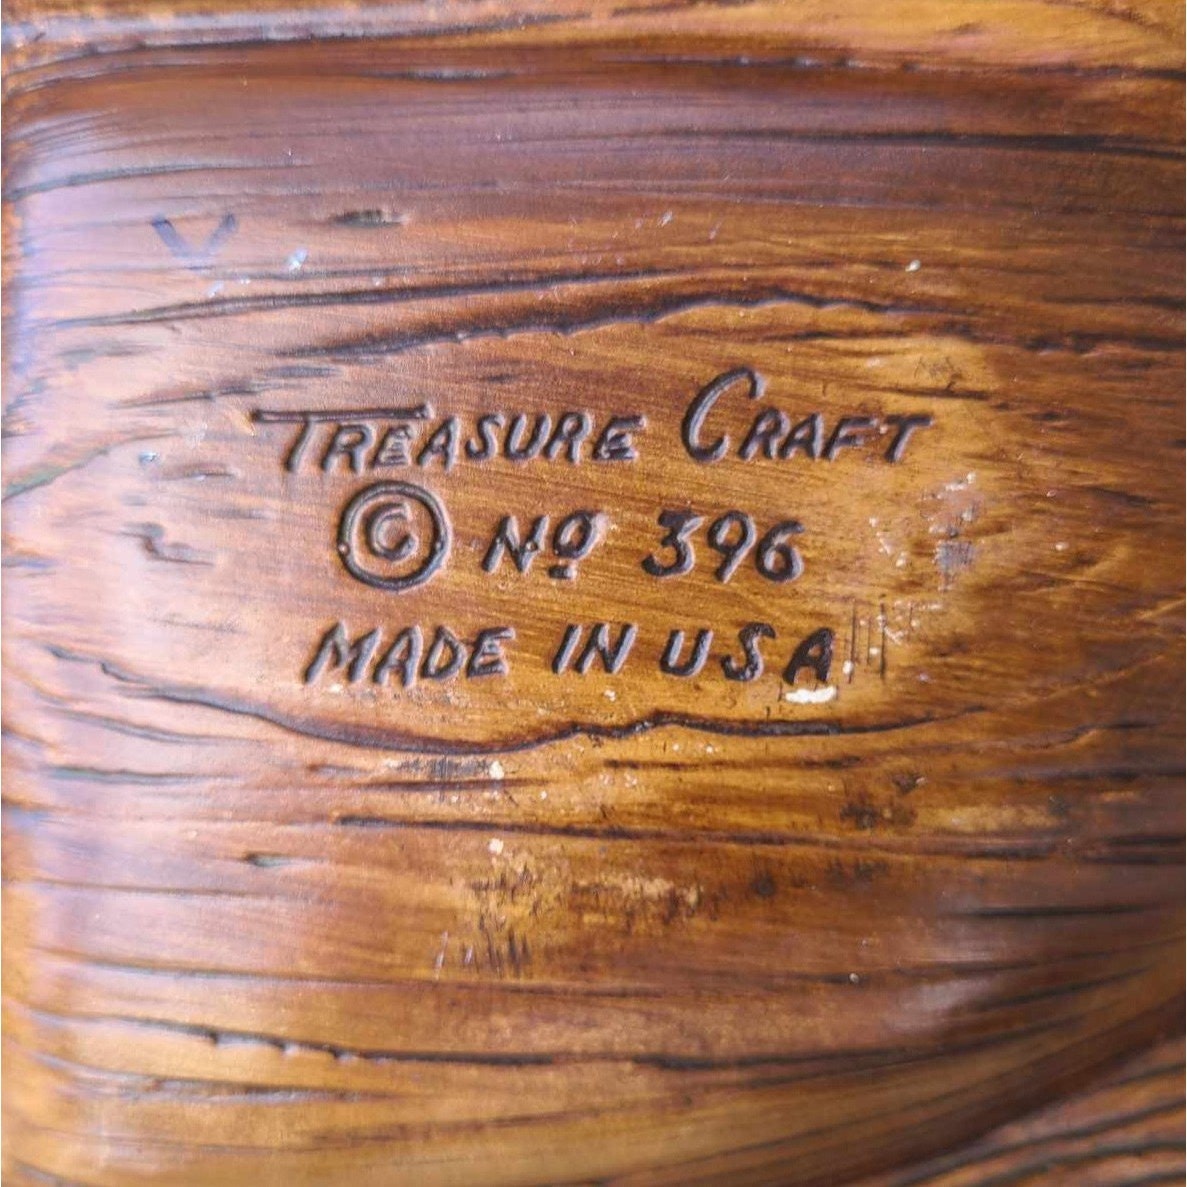 TREASURE CRAFT
© Nº 396
MADE IN USA